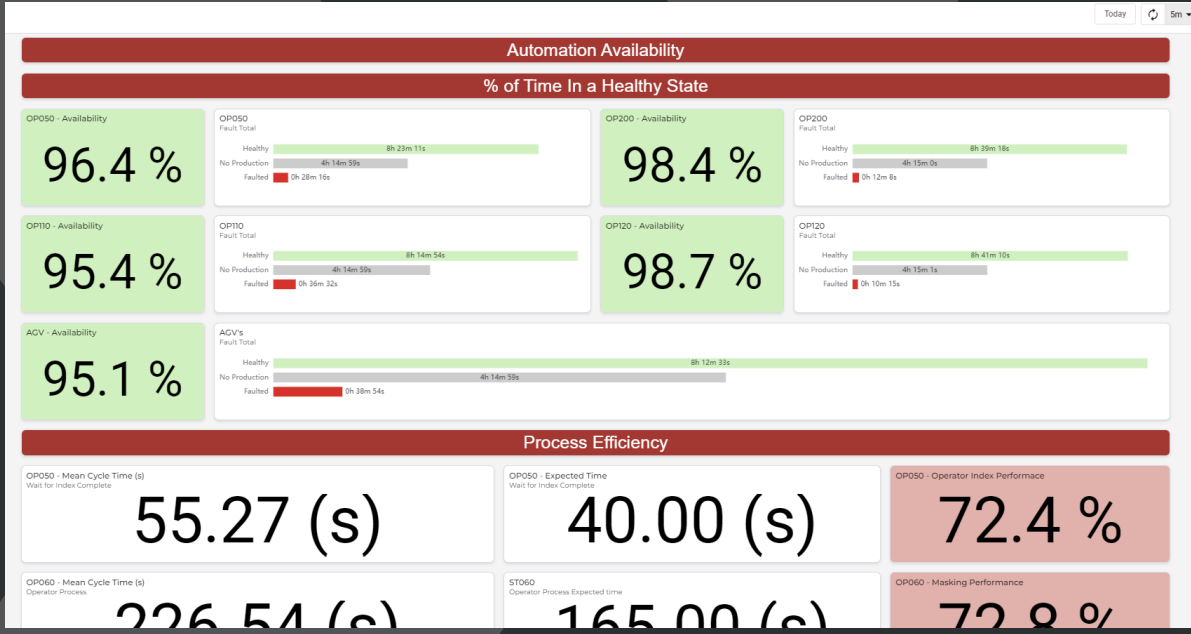 Today 5m
Automation Availability
% of Time In a Healthy State
OP050 - Availability
96.4 %
OP050
Fault Total
Healthy 8h 23m 11s
No Production 4h 14m 59s
Faulted 0h 28m 16s
OP200 - Availability
98.4 %
OP200
Fault Total
Healthy 8h 39m 18s
No Production 4h 15m 0s
Faulted 0h 12m 8s
OP110 - Availability
95.4 %
OP110
Fault Total
Healthy 8h 14m 54s
No Production 4h 14m 59s
Faulted 0h 36m 32s
OP120 - Availability
98.7 %
OP120
Fault Total
Healthy 8h 41m 10s
No Production 4h 15m 1s
Faulted 0h 10m 15s
AGV - Availability
95.1 %
AGV's
Fault Total
Healthy 8h 12m 33s
No Production 4h 14m 59s
Faulted 0h 38m 54s
Process Efficiency
OP050 - Mean Cycle Time (s)
Wait for Index Complete
55.27 (s)
OP050 - Expected Time
Wait for Index Complete
40.00 (s)
OP050 - Operator Index Performace
72.4 %
OP060 - Mean Cycle Time (s)
Operator Process
226.54 (s)
ST060
Operator Process Expected time
165.00 (s)
OP060 - Masking Performance
72.8 %